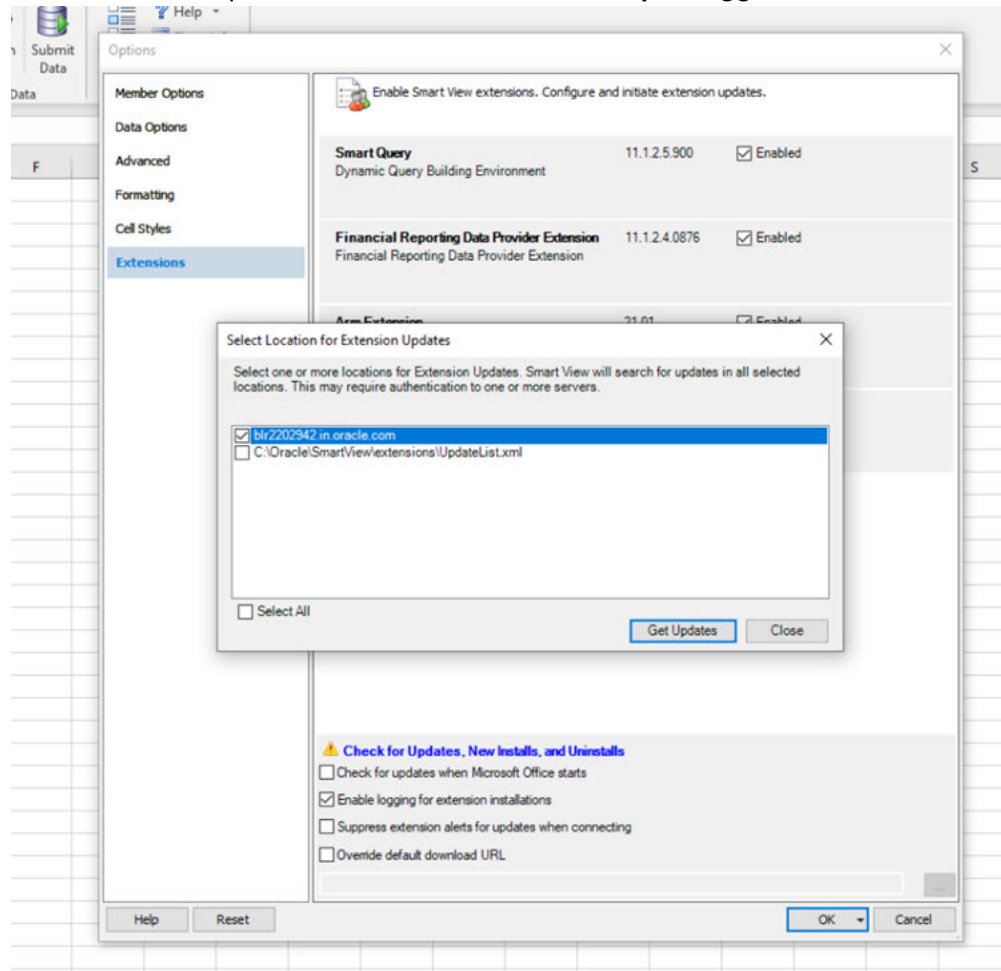 Help
Submit
Data
Data
F
S
Options
Member Options
Data Options
Advanced
Formatting
Cell Styles
Extensions
Enable Smart View extensions. Configure and initiate extension updates.
Smart Query 11.1.2.5.900 Enabled
Dynamic Query Building Environment
Financial Reporting Data Provider Extension 11.1.2.4.0876 Enabled
Financial Reporting Data Provider Extension
Arm Extension 21.01 Enabled
Select Location for Extension Updates
Select one or more locations for Extension Updates. Smart View will search for updates in all selected
locations. This may require authentication to one or more servers.
blr2202942.in.oracle.com
C:\Oracle\SmartView\extensions\UpdateList.xml
Select All
Get Updates Close
Check for Updates, New Installs, and Uninstalls
Check for updates when Microsoft Office starts
Enable logging for extension installations
Suppress extension alerts for updates when connecting
Override default download URL
...
Help Reset OK Cancel